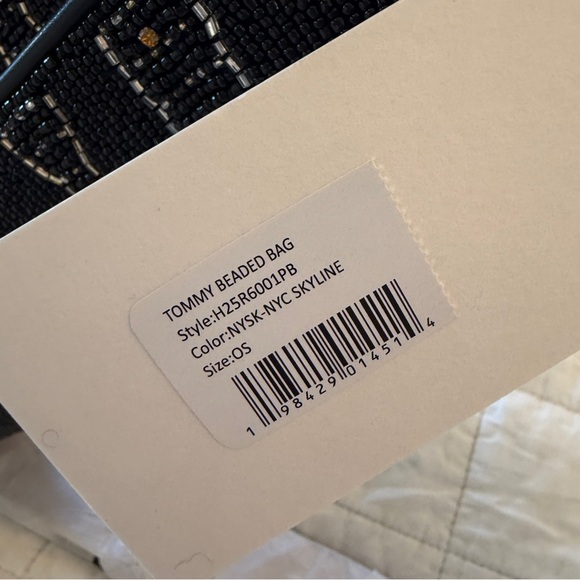 TOMMY BEADED BAG
Style:H25R6001PB
Color:NYSK-NYC SKYLINE
Size:OS
1 98429 01451 4